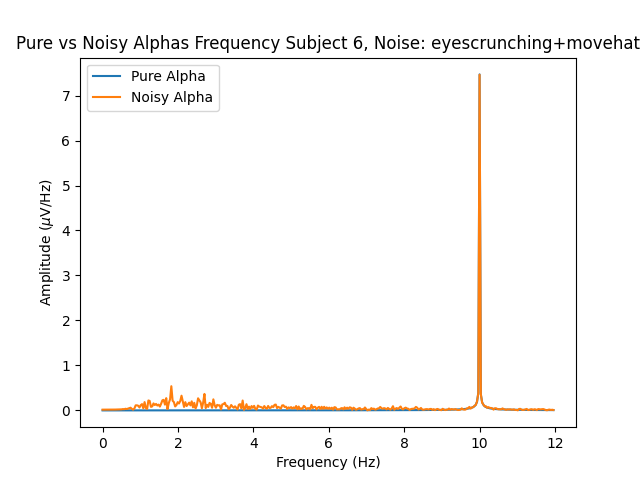 Pure vs Noisy Alphas Frequency Subject 6, Noise: eyescrunching+movehat
Pure Alpha
Noisy Alpha
7
6
5
4
3
2
1
0
Amplitude (μV/Hz)
0 2 4 6 8 10 12
Frequency (Hz)